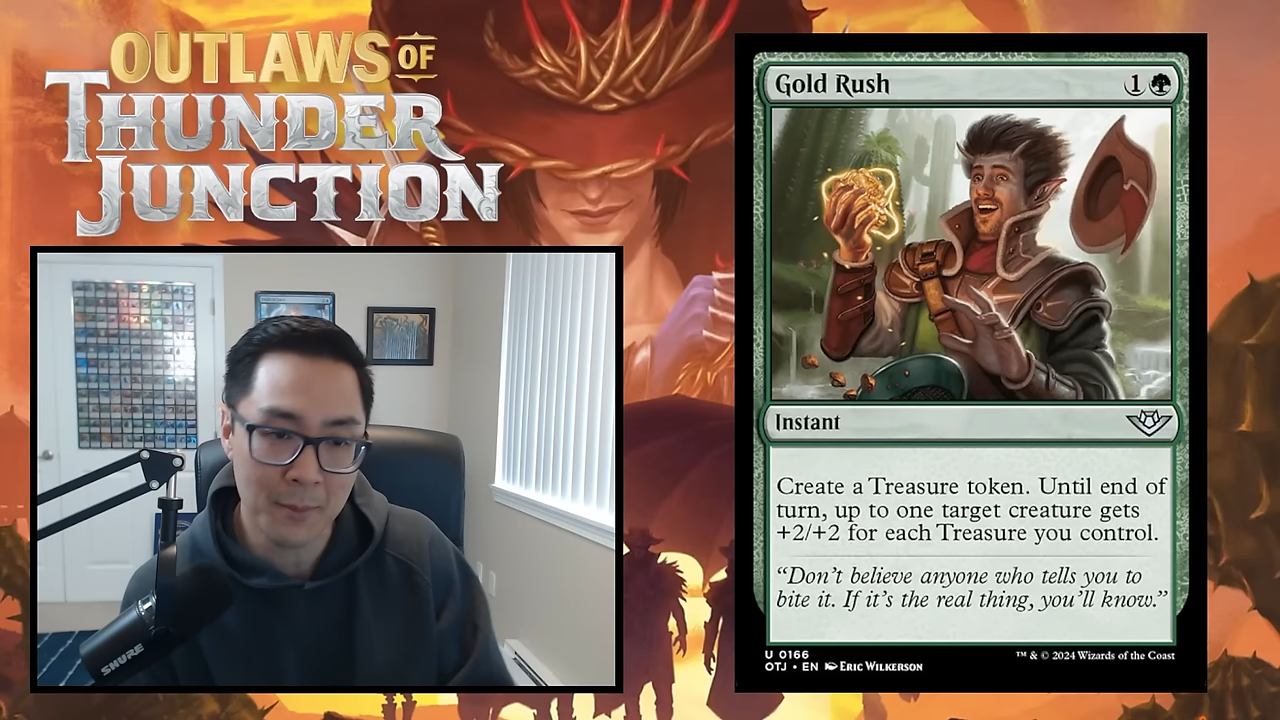 OUTLAWS OF
THUNDER
JUNCTION
Gold Rush
1
Instant
Create a Treasure token. Until end of
turn, up to one target creature gets
+2/+2 for each Treasure you control.
“Don’t believe anyone who tells you to
bite it. If it’s the real thing, you’ll know.”
U 0166
OTJ • EN ERIC WILKERSON
™ & © 2024 Wizards of the Coast
SHURE